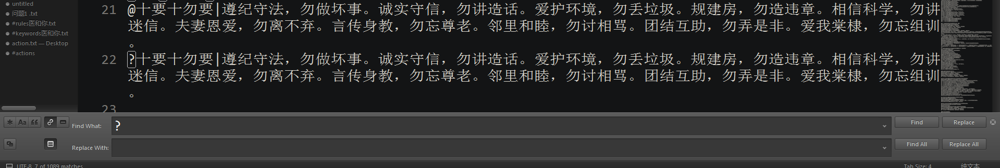 untitled
问题1 .txt
#rules医和你.txt
#keywords医和你.txt
action.txt — Desktop
#actions
21 @十要十勿要|遵纪守法，勿做坏事。诚实守信，勿讲造话。爱护环境，勿丢垃圾。规建房，勿造违章。相信科学，勿讲
迷信。夫妻恩爱，勿离不弃。言传身教，勿忘尊老。邻里和睦，勿讨相骂。团结互助，勿弄是非。爱我棠棣，勿忘组训
。
22 ?十要十勿要|遵纪守法，勿做坏事。诚实守信，勿讲造话。爱护环境，勿丢垃圾。规建房，勿造违章。相信科学，勿讲
迷信。夫妻恩爱，勿离不弃。言传身教，勿忘尊老。邻里和睦，勿讨相骂。团结互助，勿弄是非。爱我棠棣，勿忘组训
。
23
Aa Find What: ? Find Replace
Replace With: Find All Replace All
UTF-8, 7 of 1089 matches Tab Size: 4 纯文本